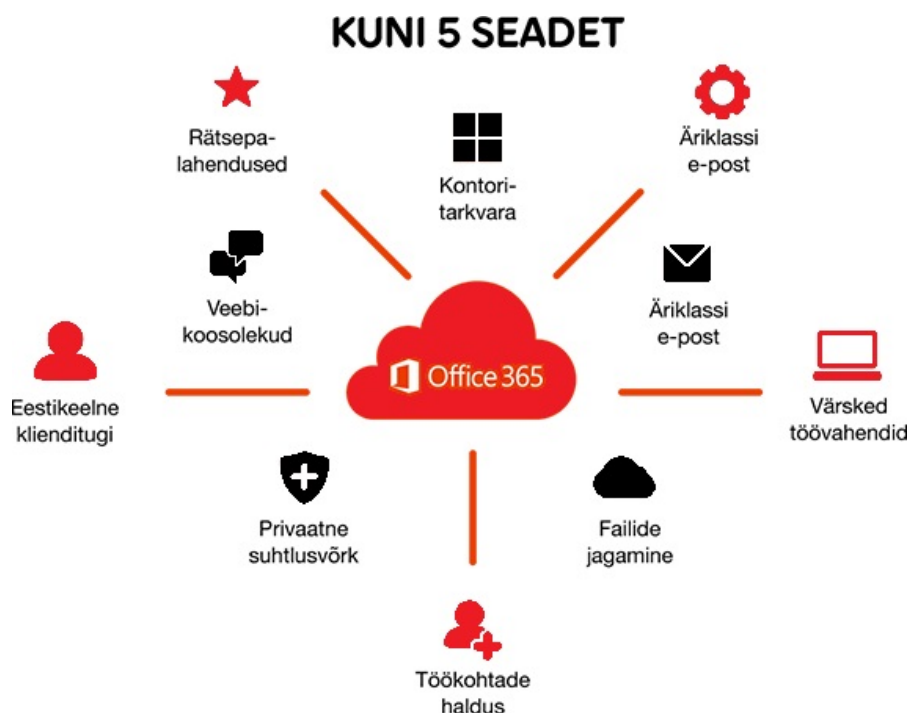 KUNI 5 SEADET
Rätsepa-
lahendused
Kontori-
tarkvara
Äriklassi
e-post
Veebi-
koosolekud
Äriklassi
e-post
Office 365
Eestikeelne
klienditugi
Värsked
töövahendid
Privaatne
suhtlusvõrk
Failide
jagamine
Töökohtade
haldus